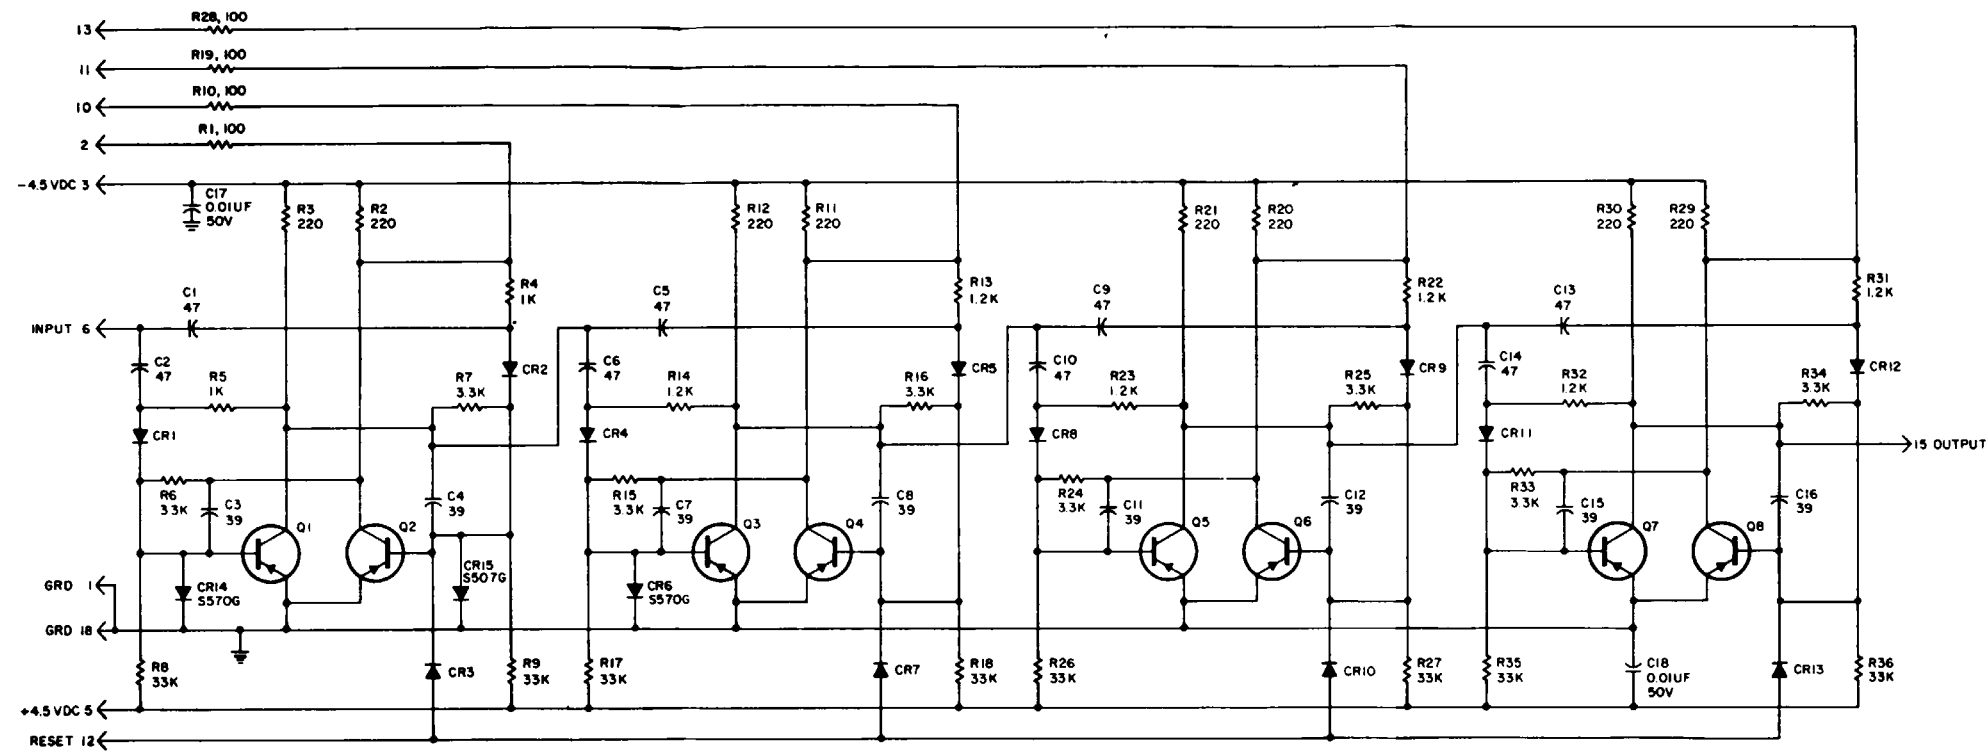 R28, 100
13
R19, 100
11
R10, 100
10
R1, 100
2
-4.5 VDC 3
C17
0.01UF
50V
R3
220
R2
220
R12
220
R11
220
R21
220
R20
220
R30
220
R29
220
R4
1K
R13
1.2K
R22
1.2K
R31
1.2K
C1
47
C5
47
C9
47
C13
47
INPUT 6
C2
47
R5
1K
R7
3.3K
CR2
C6
47
R14
1.2K
R16
3.3K
CR5
C10
47
R23
1.2K
R25
3.3K
CR9
C14
47
R32
1.2K
R34
3.3K
CR12
CR1
CR4
CR8
CR11
15 OUTPUT
R6
3.3K
C3
39
Q1
Q2
C4
39
R15
3.3K
C7
39
Q3
Q4
C8
39
R24
3.3K
C11
39
Q5
Q6
C12
39
R33
3.3K
C15
39
Q7
Q8
C16
39
GRD 1
CR14
S570G
CR15
S507G
CR6
S570G
GRD 18
R8
33K
CR3
R9
33K
R17
33K
CR7
R18
33K
R26
33K
CR10
R27
33K
R35
33K
C18
0.01UF
50V
CR13
R36
33K
+4.5 VDC 5
RESET 12